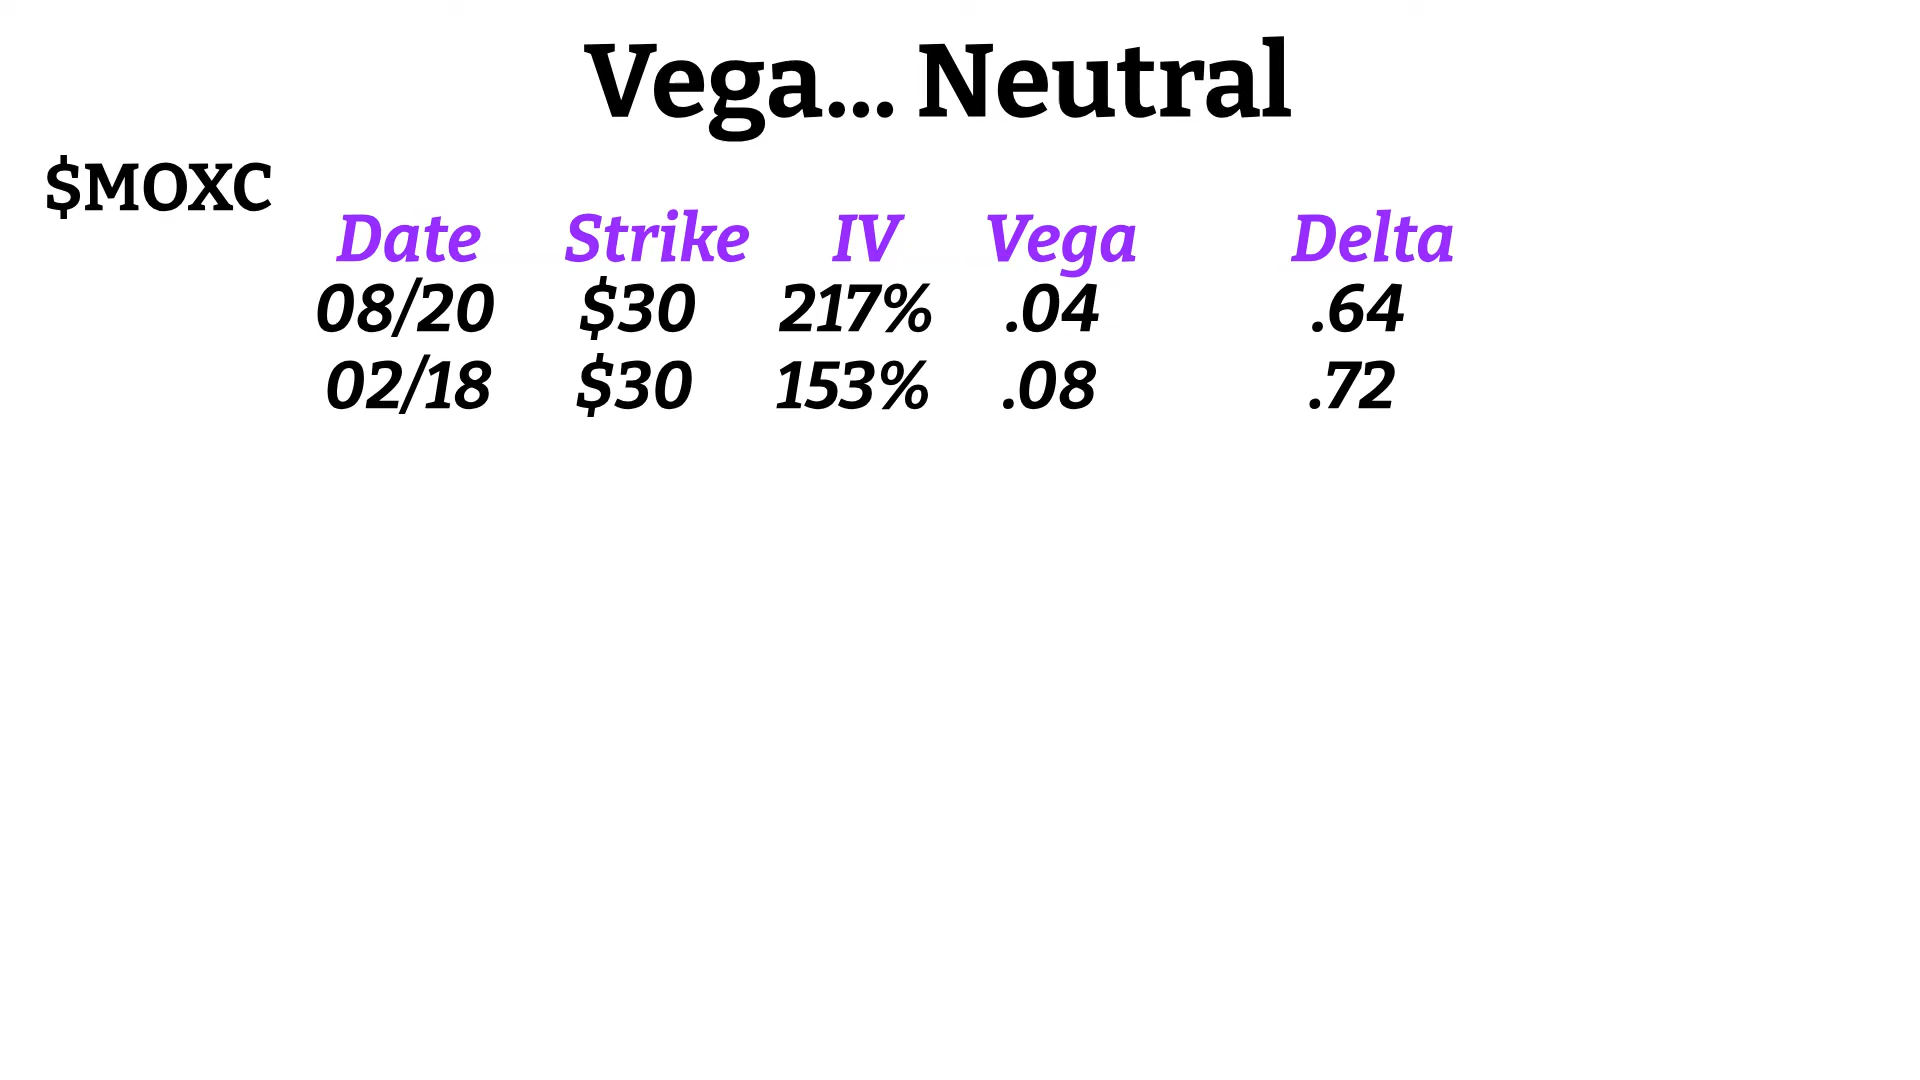 Vega... Neutral
$MOXC
Date Strike IV Vega Delta
08/20 $30 217% .04 .64
02/18 $30 153% .08 .72